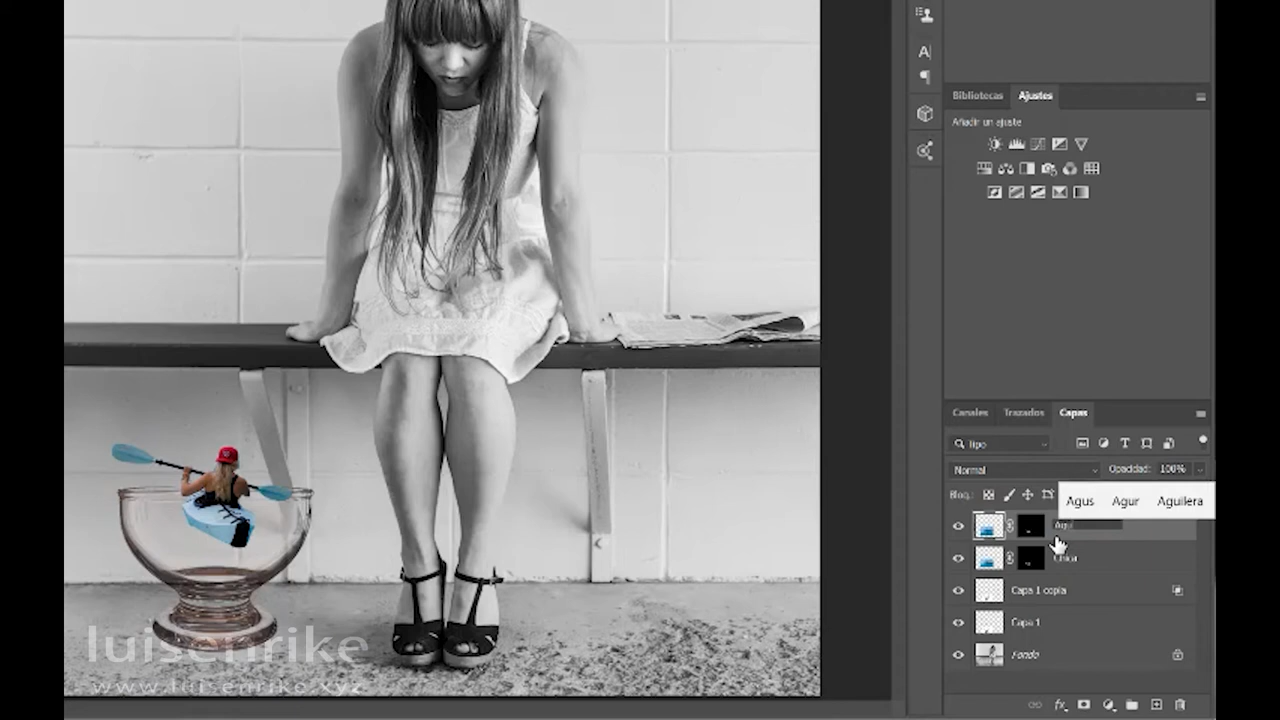 Bibliotecas Ajustes
Añadir un ajuste
Canales Trazados Capas
Tipo
Normal Opacidad: 100%
Bloq.:
Agus Agur Aguilera
Chica
Capa 1 copia
Capa 1
Fondo
luisenrike
www.luisenrike.xyz